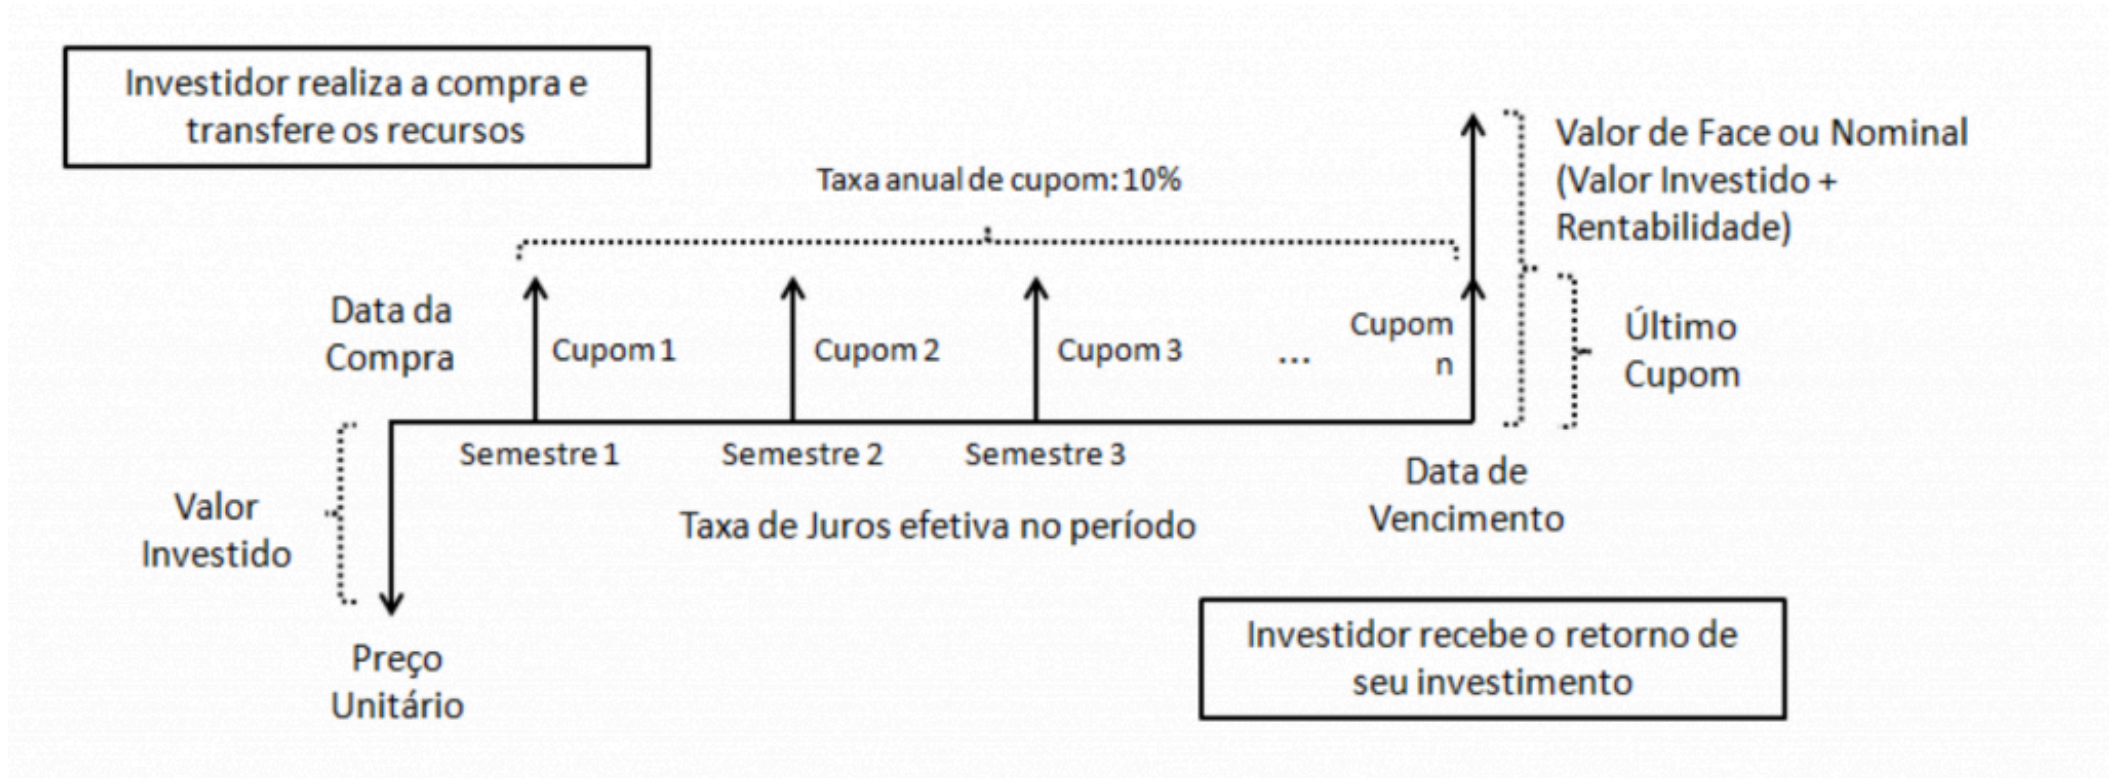 Investidor realiza a compra e
transfere os recursos
Taxa anual de cupom: 10%
Valor de Face ou Nominal
(Valor Investido +
Rentabilidade)
Data da
Compra
Cupom 1
Cupom 2
Cupom 3
...
Cupom
n
Último
Cupom
Semestre 1
Semestre 2
Semestre 3
Data de
Vencimento
Valor
Investido
Taxa de Juros efetiva no período
Preço
Unitário
Investidor recebe o retorno de
seu investimento